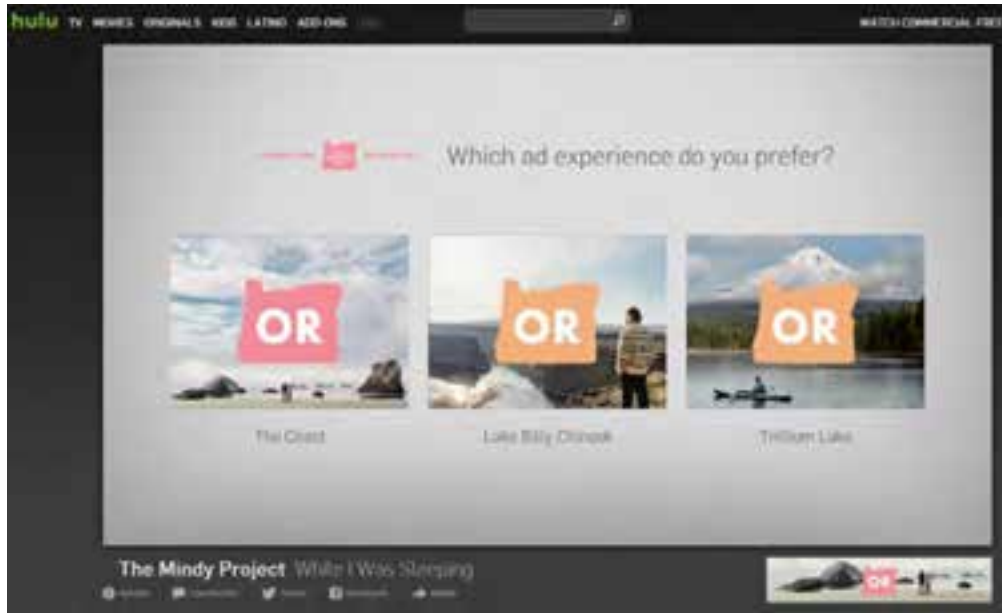 hulu TV MOVIES ORIGINALS KIDS LATINO ADD-ONS
WATCH COMMERCIAL FREE
Which ad experience do you prefer?
OR OR OR
The Coast Lake Billy Chinook Trillium Lake
The Mindy Project While I Was Sleeping
OR